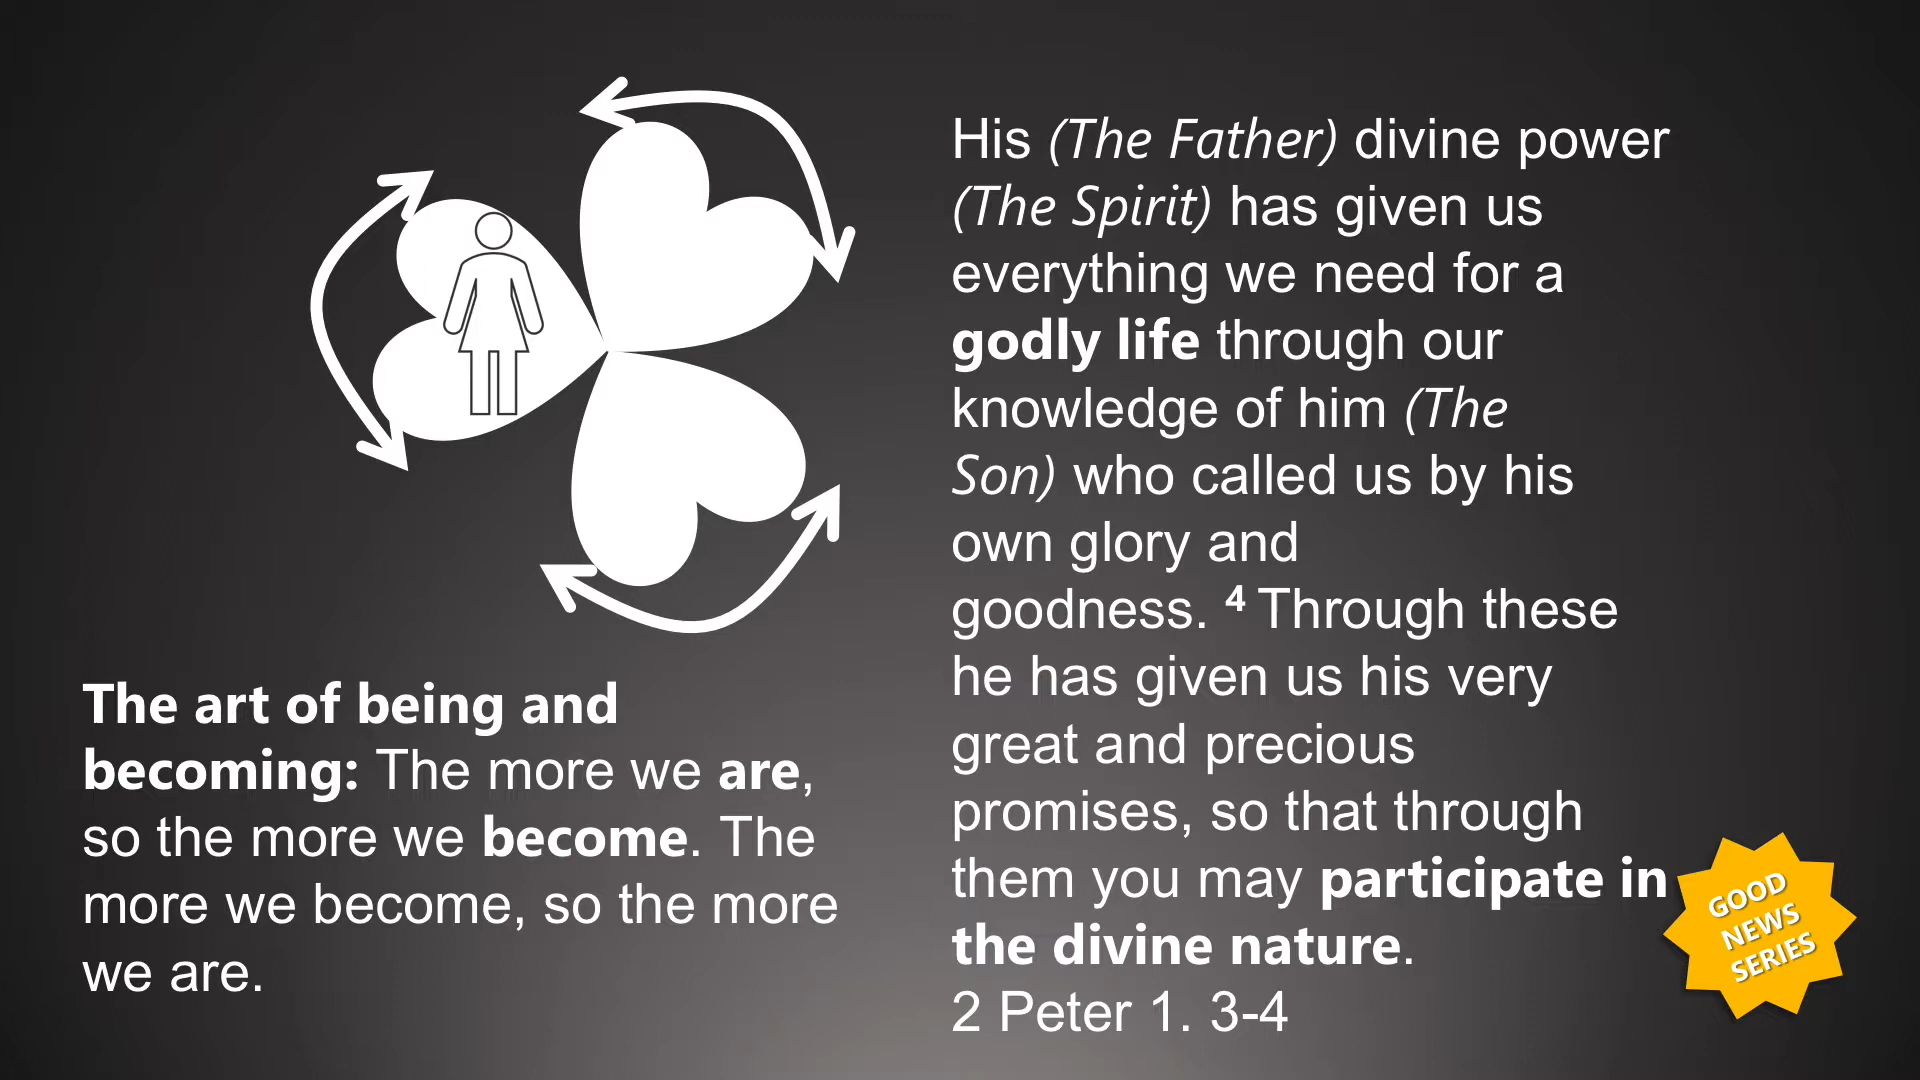 The art of being and
becoming: The more we are,
so the more we become. The
more we become, so the more
we are.
His (The Father) divine power
(The Spirit) has given us
everything we need for a
godly life through our
knowledge of him (The
Son) who called us by his
own glory and
goodness. ⁴ Through these
he has given us his very
great and precious
promises, so that through
them you may participate in
the divine nature.
2 Peter 1. 3-4
GOOD
NEWS
SERIES